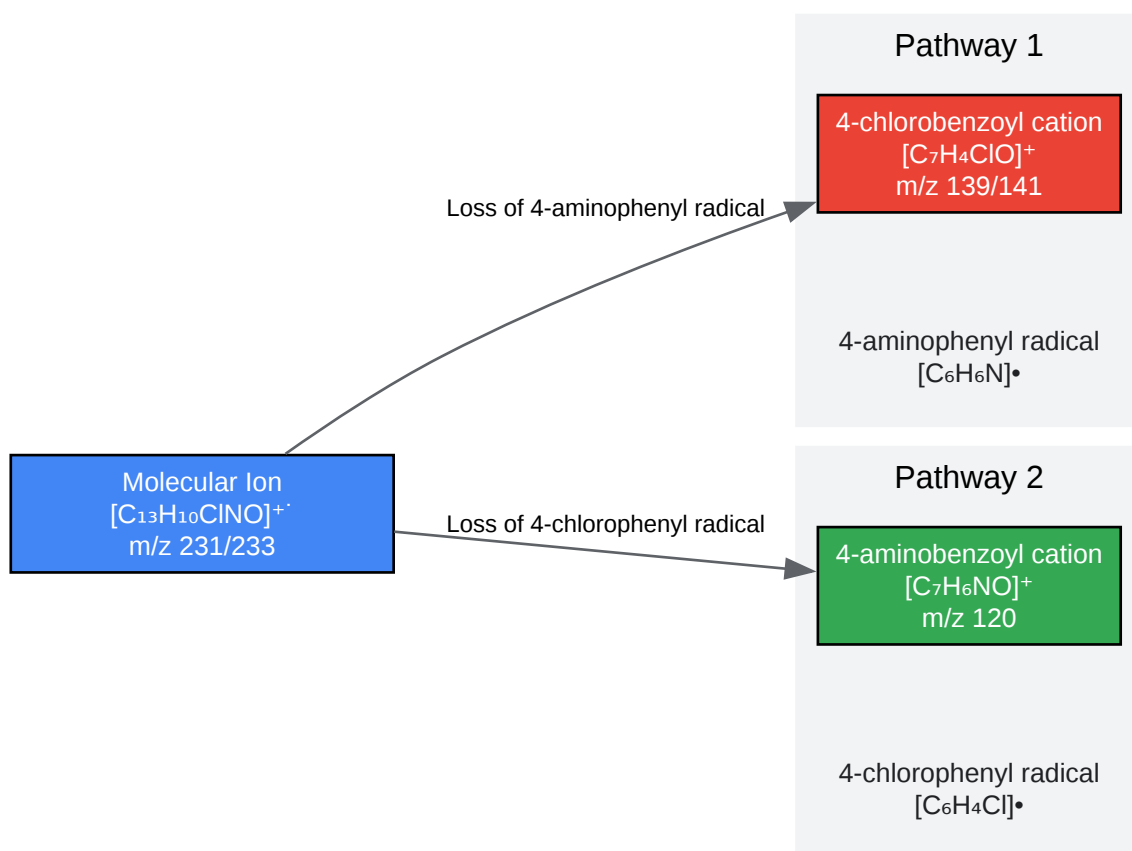 Pathway 1
4-chlorobenzoyl cation
[C₇H₄ClO]⁺
m/z 139/141
Loss of 4-aminophenyl radical
4-aminophenyl radical
[C₆H₆N]•
Molecular Ion
[C₁₃H₁₀ClNO]⁺˙
m/z 231/233
Pathway 2
Loss of 4-chlorophenyl radical
4-aminobenzoyl cation
[C₇H₆NO]⁺
m/z 120
4-chlorophenyl radical
[C₆H₄Cl]•